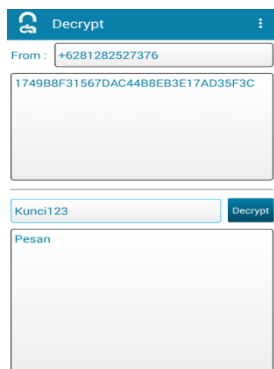 Decrypt
From : +6281282527376
1749B8F31567DAC44B8EB3E17AD35F3C
Kunci123 Decrypt
Pesan